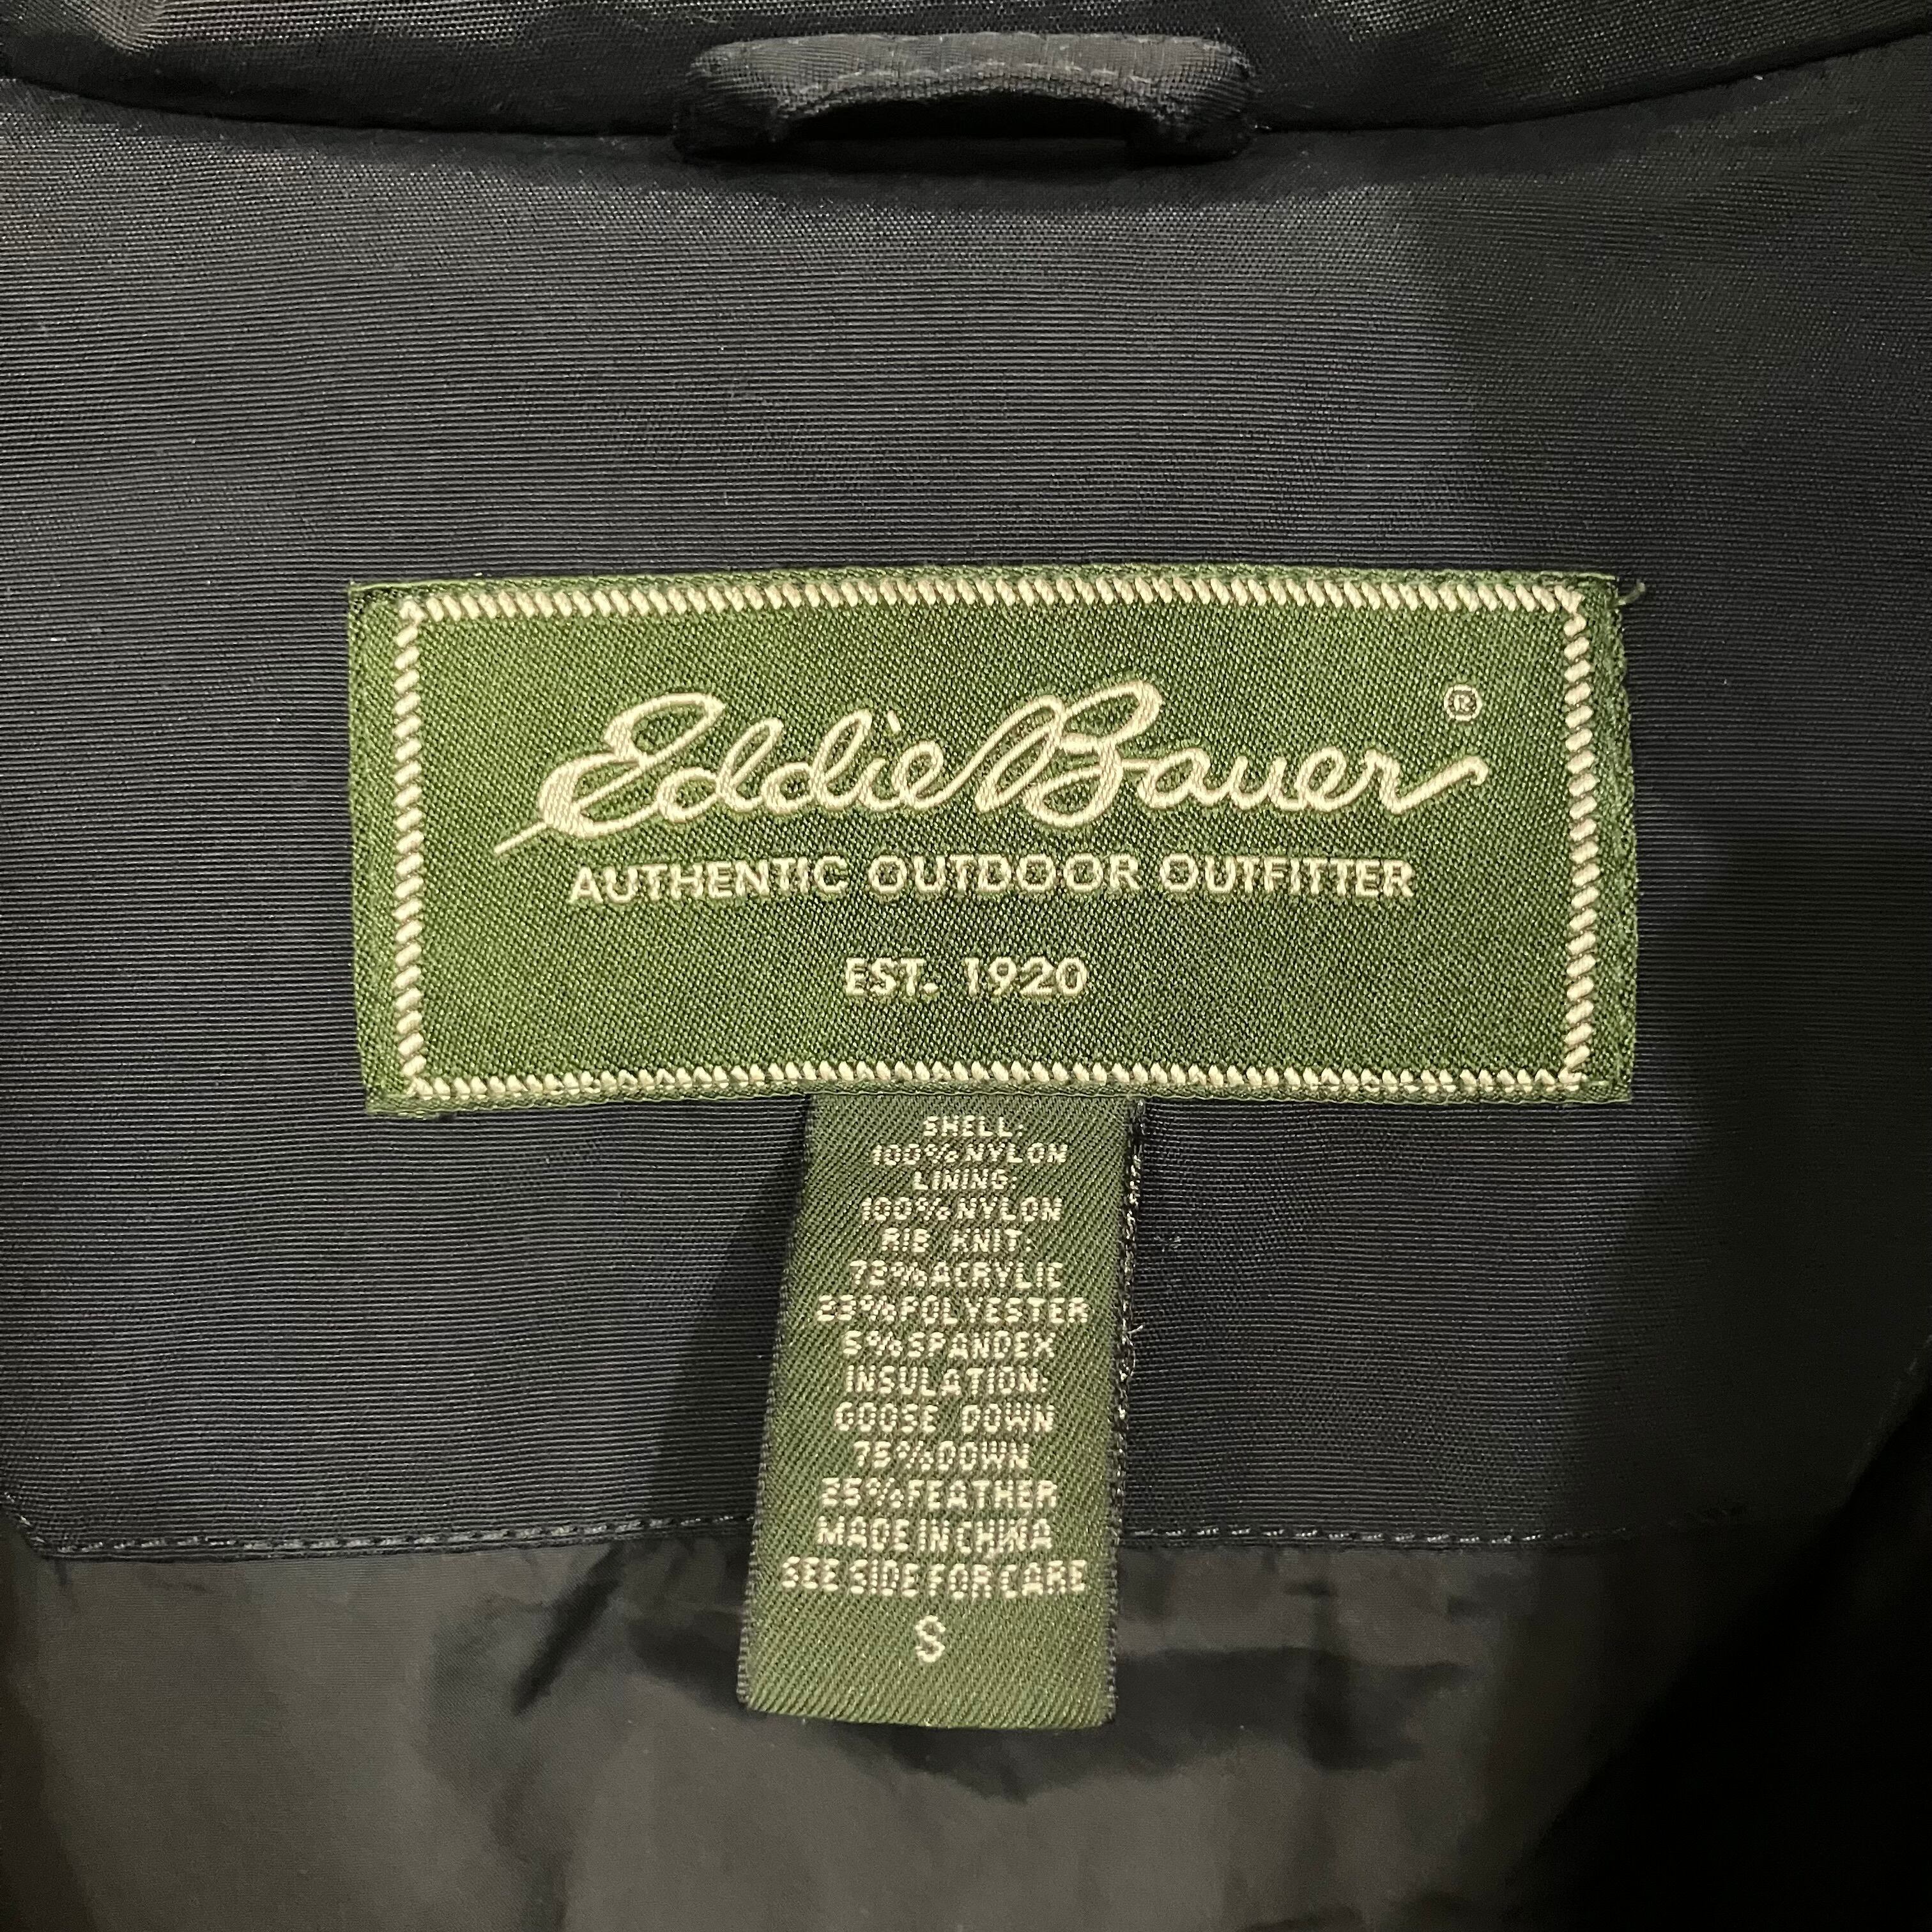 Eddie Bauer ®
AUTHENTIC OUTDOOR OUTFITTER
EST. 1920
SHELL:
100%NYLON
LINING:
100%NYLON
RIB KNIT:
72%ACRYLIC
23%POLYESTER
5%SPANDEX
INSULATION:
GOOSE DOWN
75%DOWN
25%FEATHER
MADE IN CHINA
SEE SIDE FOR CARE
S